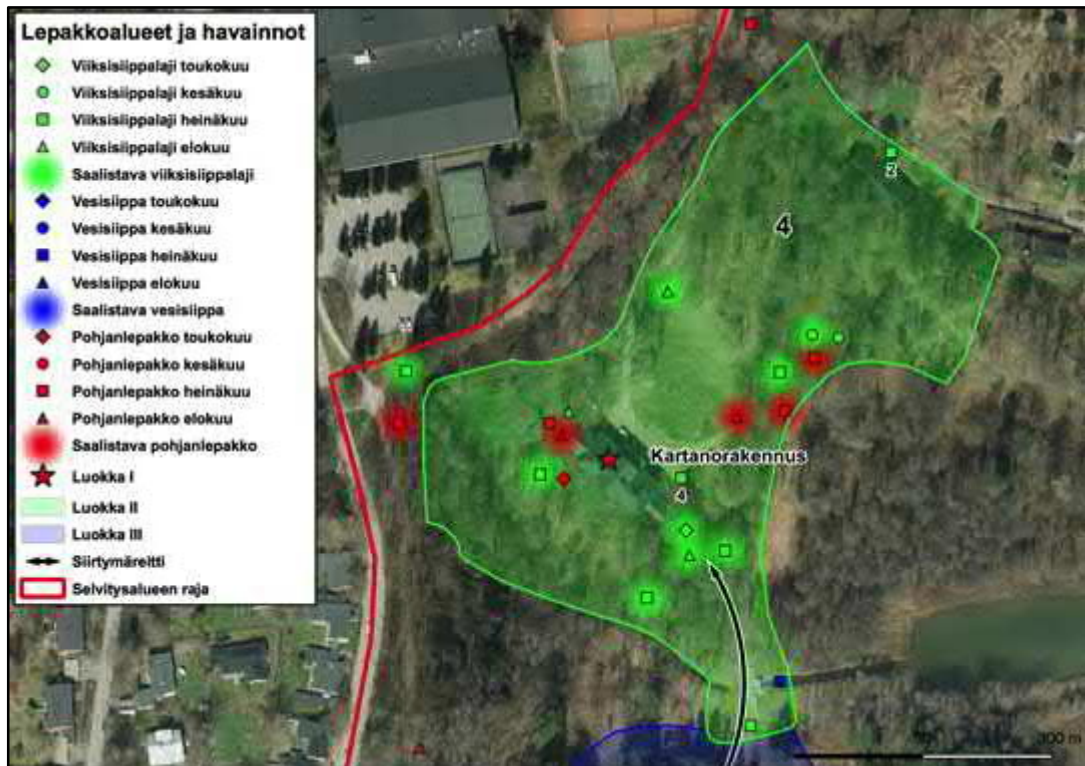 Lepakkoalueet ja havainnot
Viiksisiippalaji toukokuu
Viiksisiippalaji kesäkuu
Viiksisiippalaji heinäkuu
Viiksisiippalaji elokuu
Saalistava viiksisiippalaji
Vesisiippa toukokuu
Vesisiippa kesäkuu
Vesisiippa heinäkuu
Vesisiippa elokuu
Saalistava vesisiippa
Pohjanlepakko toukokuu
Pohjanlepakko kesäkuu
Pohjanlepakko heinäkuu
Pohjanlepakko elokuu
Saalistava pohjanlepakko
Luokka I
Luokka II
Luokka III
Siirtymäreitti
Selvitysalueen raja
2
4
Kartanorakennus
4
300 m